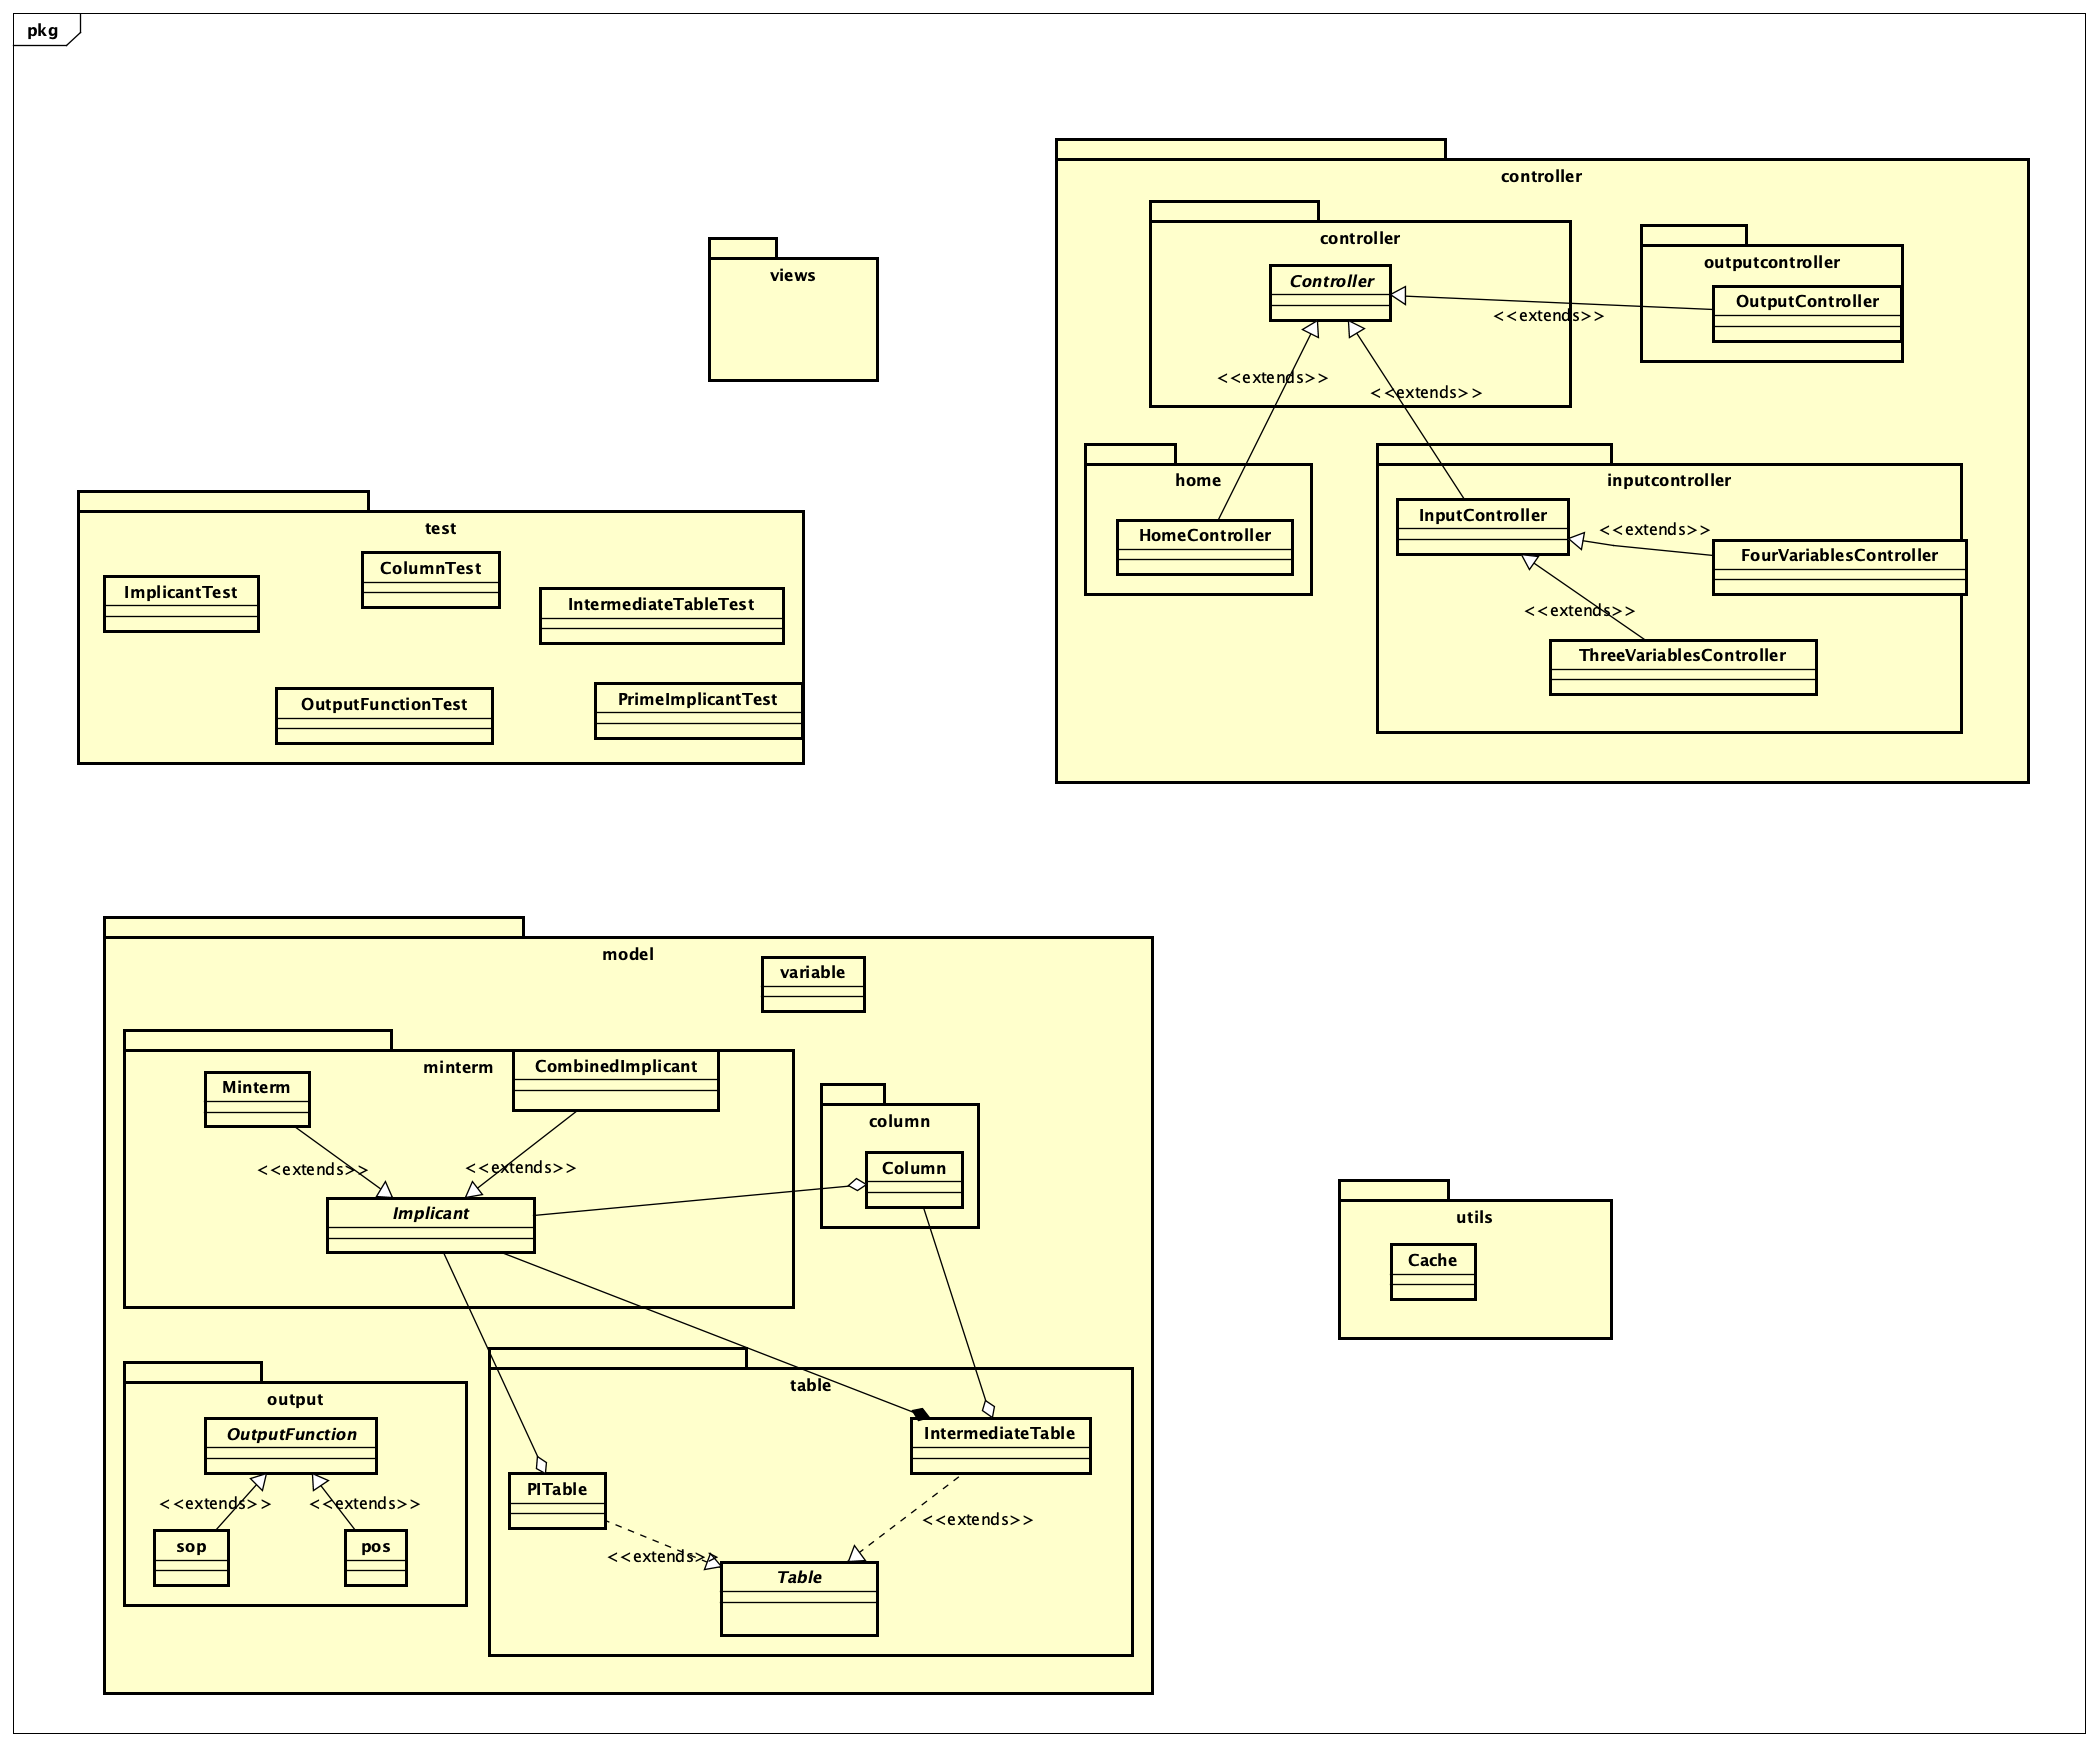 pkg
controller
controller
Controller
outputcontroller
OutputController
<<extends>>
<<extends>>
<<extends>>
home
HomeController
inputcontroller
InputController
<<extends>>
FourVariablesController
<<extends>>
ThreeVariablesController
views
test
ImplicantTest
ColumnTest
IntermediateTableTest
OutputFunctionTest
PrimeImplicantTest
model
variable
minterm
Minterm
CombinedImplicant
<<extends>>
<<extends>>
Implicant
column
Column
output
OutputFunction
<<extends>>
<<extends>>
sop
pos
table
IntermediateTable
PITable
<<extends>>
<<extends>>
Table
utils
Cache